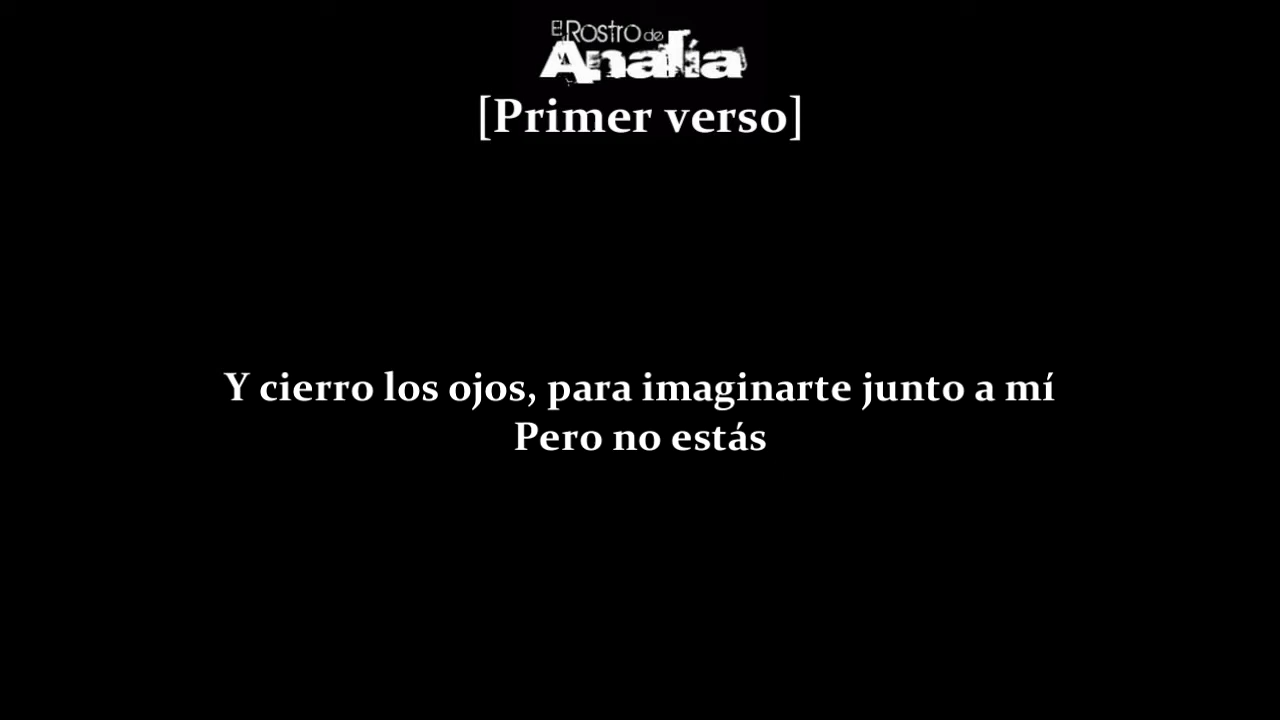 El Rostro de
Analía
[Primer verso]
Y cierro los ojos, para imaginarte junto a mí
Pero no estás